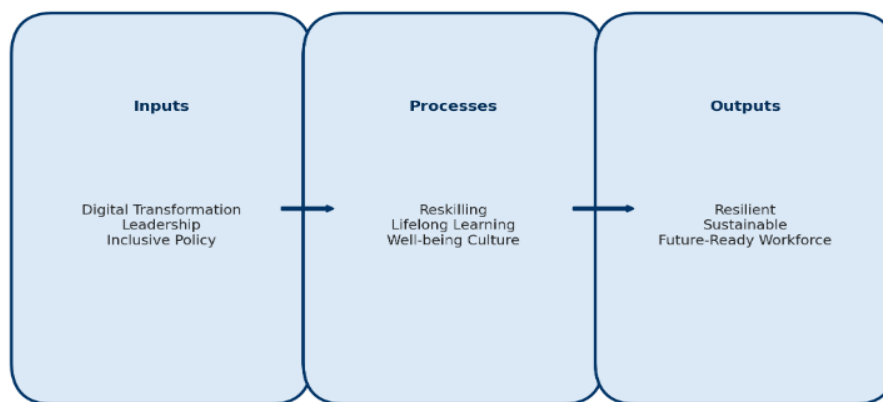 Inputs
Digital Transformation
Leadership
Inclusive Policy
Processes
Reskilling
Lifelong Learning
Well-being Culture
Outputs
Resilient
Sustainable
Future-Ready Workforce